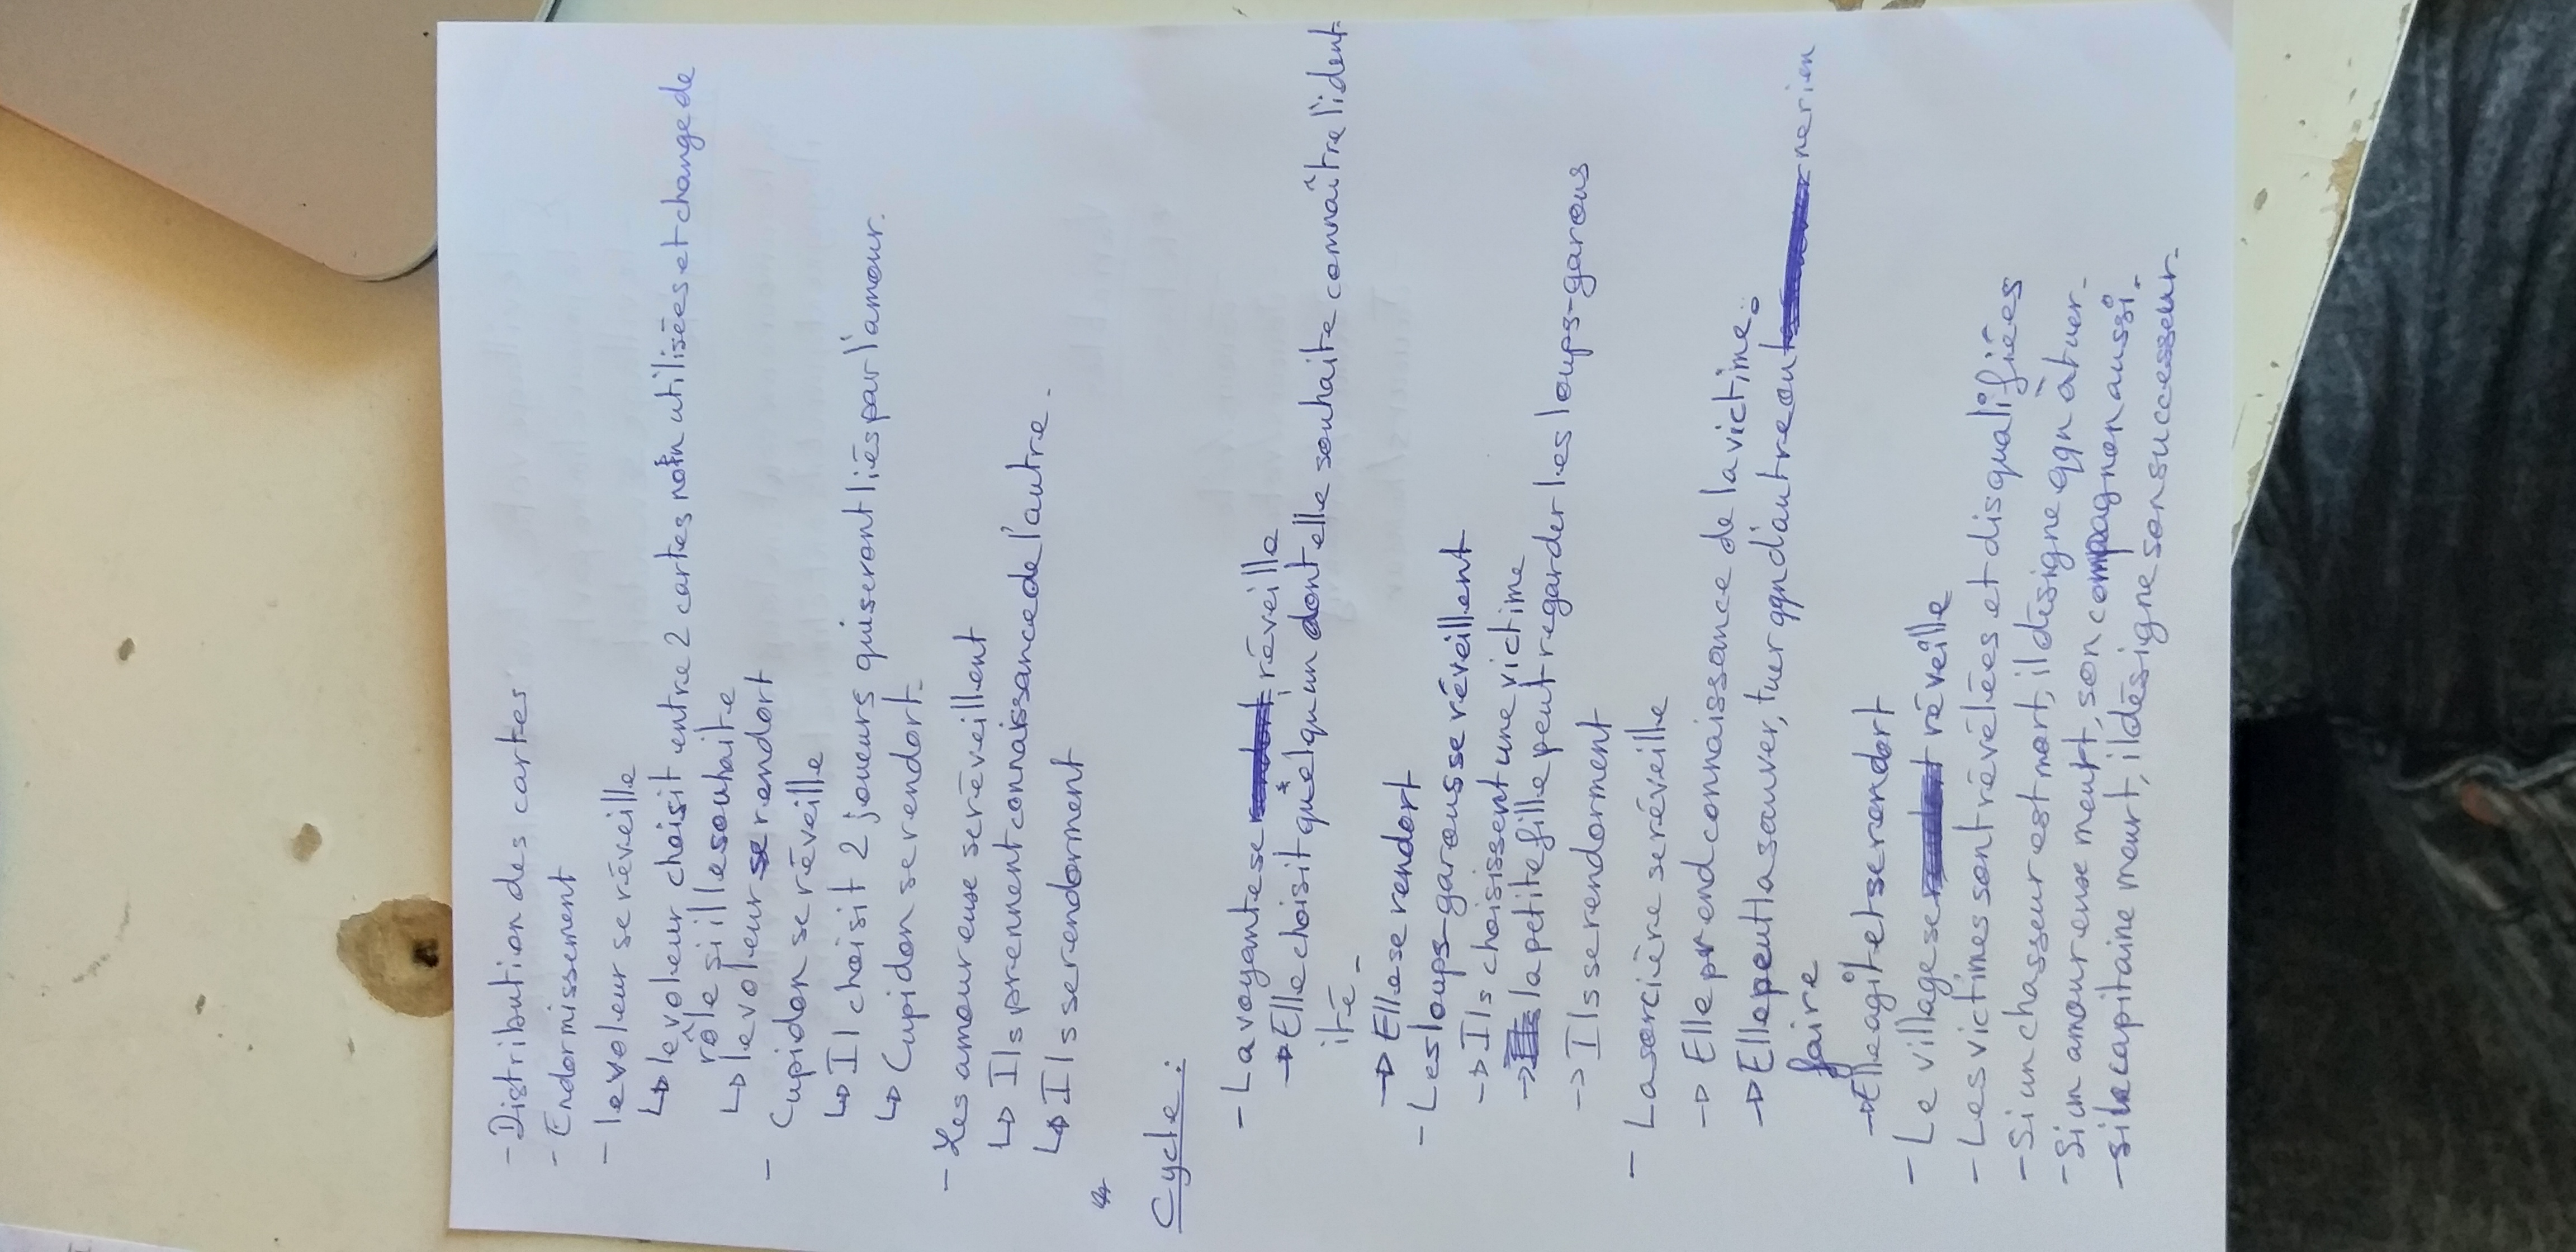 - Distribution des cartes
- Endormissement
- le voleur se réveille
↳ le voleur choisit entre 2 cartes non utilisées et change de
rôle si il le souhaite
↳ le voleur se rendort
- Cupidon se réveille
↳ Il choisit 2 joueurs qui seront liés par l'amour.
↳ Cupidon se rendort.
- Les amoureuse se réveillent
↳ Ils prennent connaissance de l'autre.
↳ Ils se rendorment
Cycle :
- La voyante se réveille
→ Elle choisit quelqu'un dont elle souhaite connaître l'ident-
ité.
→ Elle se rendort
- Les loups-garous se réveillent
→ Ils choisissent une victime
→ la petite fille peut regarder les loups-garous
→ Ils se rendorment
- La sorcière se réveille
→ Elle prend connaissance de la victime.
→ Elle peut la sauver, tuer qqn d'autre ou ne rien
faire
→ Elle agit et se rendort
- Le village se réveille
- Les victimes sont révélées et disqualifiées
- Si un chasseur est mort, il désigne qqn à tuer.
- Si un amoureuse meurt, son compagnon aussi.
- si le capitaine meurt, il désigne son successeur.